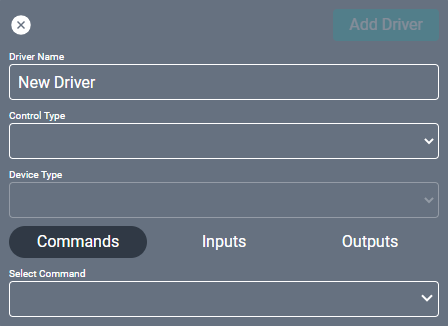 Add Driver
Driver Name
New Driver
Control Type
Device Type
Commands Inputs Outputs
Select Command